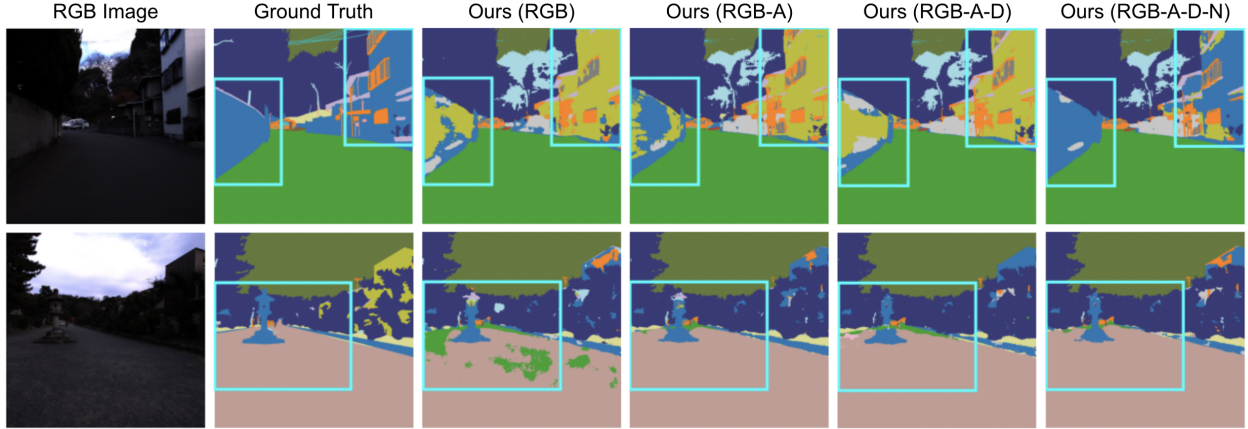 RGB Image
Ground Truth
Ours (RGB)
Ours (RGB-A)
Ours (RGB-A-D)
Ours (RGB-A-D-N)